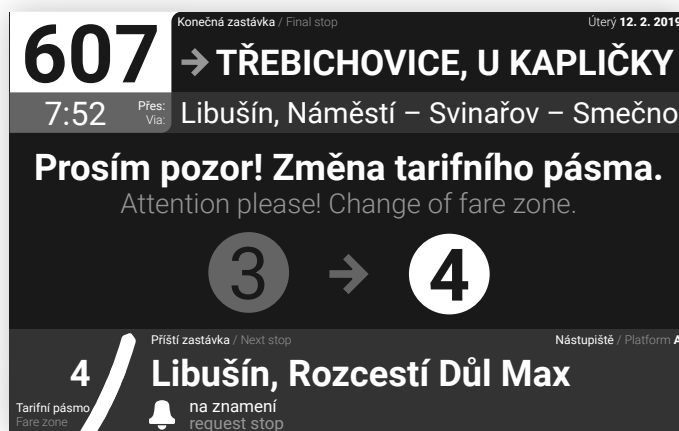 607
Konečná zastávka / Final stop
Úterý 12. 2. 2019
→ TŘEBICHOVICE, U KAPLIČKY
7:52
Přes:
Via:
Libušín, Náměstí – Svinařov – Smečno
Prosím pozor! Změna tarifního pásma.
Attention please! Change of fare zone.
3 → 4
Příští zastávka / Next stop
Nástupiště / Platform A
4
Libušín, Rozcestí Důl Max
Tarifní pásmo
Fare zone
na znamení
request stop